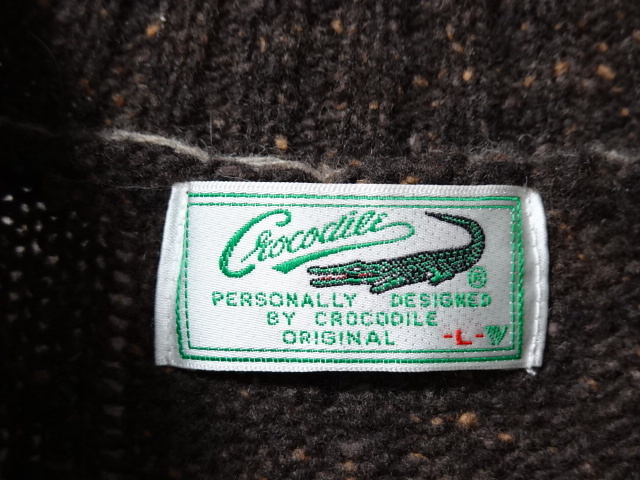 Crocodile
®
PERSONALLY DESIGNED
BY CROCODILE
ORIGINAL -L-